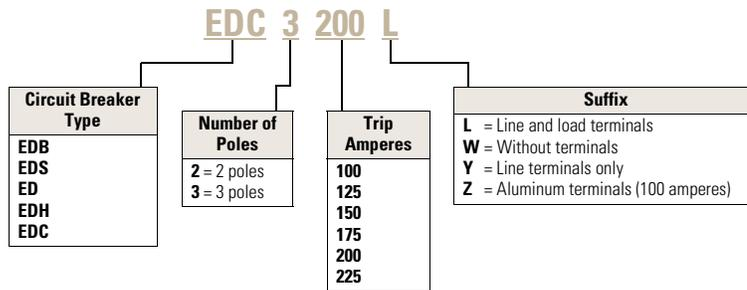 EDC 3 200 L
Circuit Breaker
Type
EDB
EDS
ED
EDH
EDC
Number of
Poles
2 = 2 poles
3 = 3 poles
Trip
Amperes
100
125
150
175
200
225
Suffix
L = Line and load terminals
W = Without terminals
Y = Line terminals only
Z = Aluminum terminals (100 amperes)